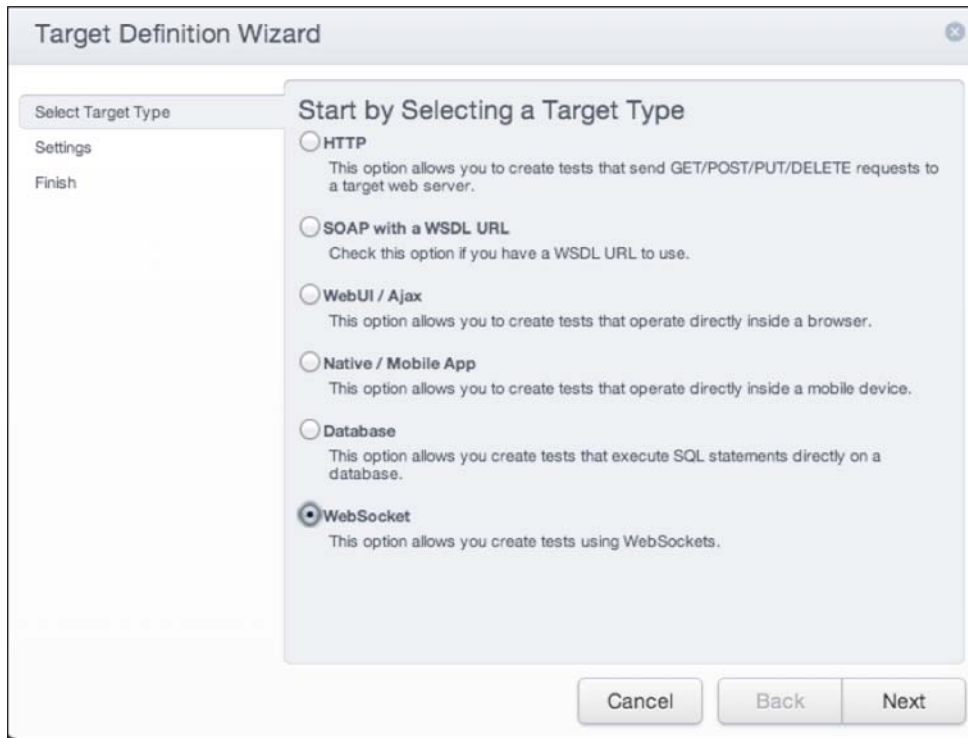 Target Definition Wizard
Select Target Type
Settings
Finish
Start by Selecting a Target Type
HTTP
This option allows you to create tests that send GET/POST/PUT/DELETE requests to
a target web server.
SOAP with a WSDL URL
Check this option if you have a WSDL URL to use.
WebUI / Ajax
This option allows you to create tests that operate directly inside a browser.
Native / Mobile App
This option allows you to create tests that operate directly inside a mobile device.
Database
This option allows you create tests that execute SQL statements directly on a
database.
WebSocket
This option allows you create tests using WebSockets.
Cancel
Back
Next